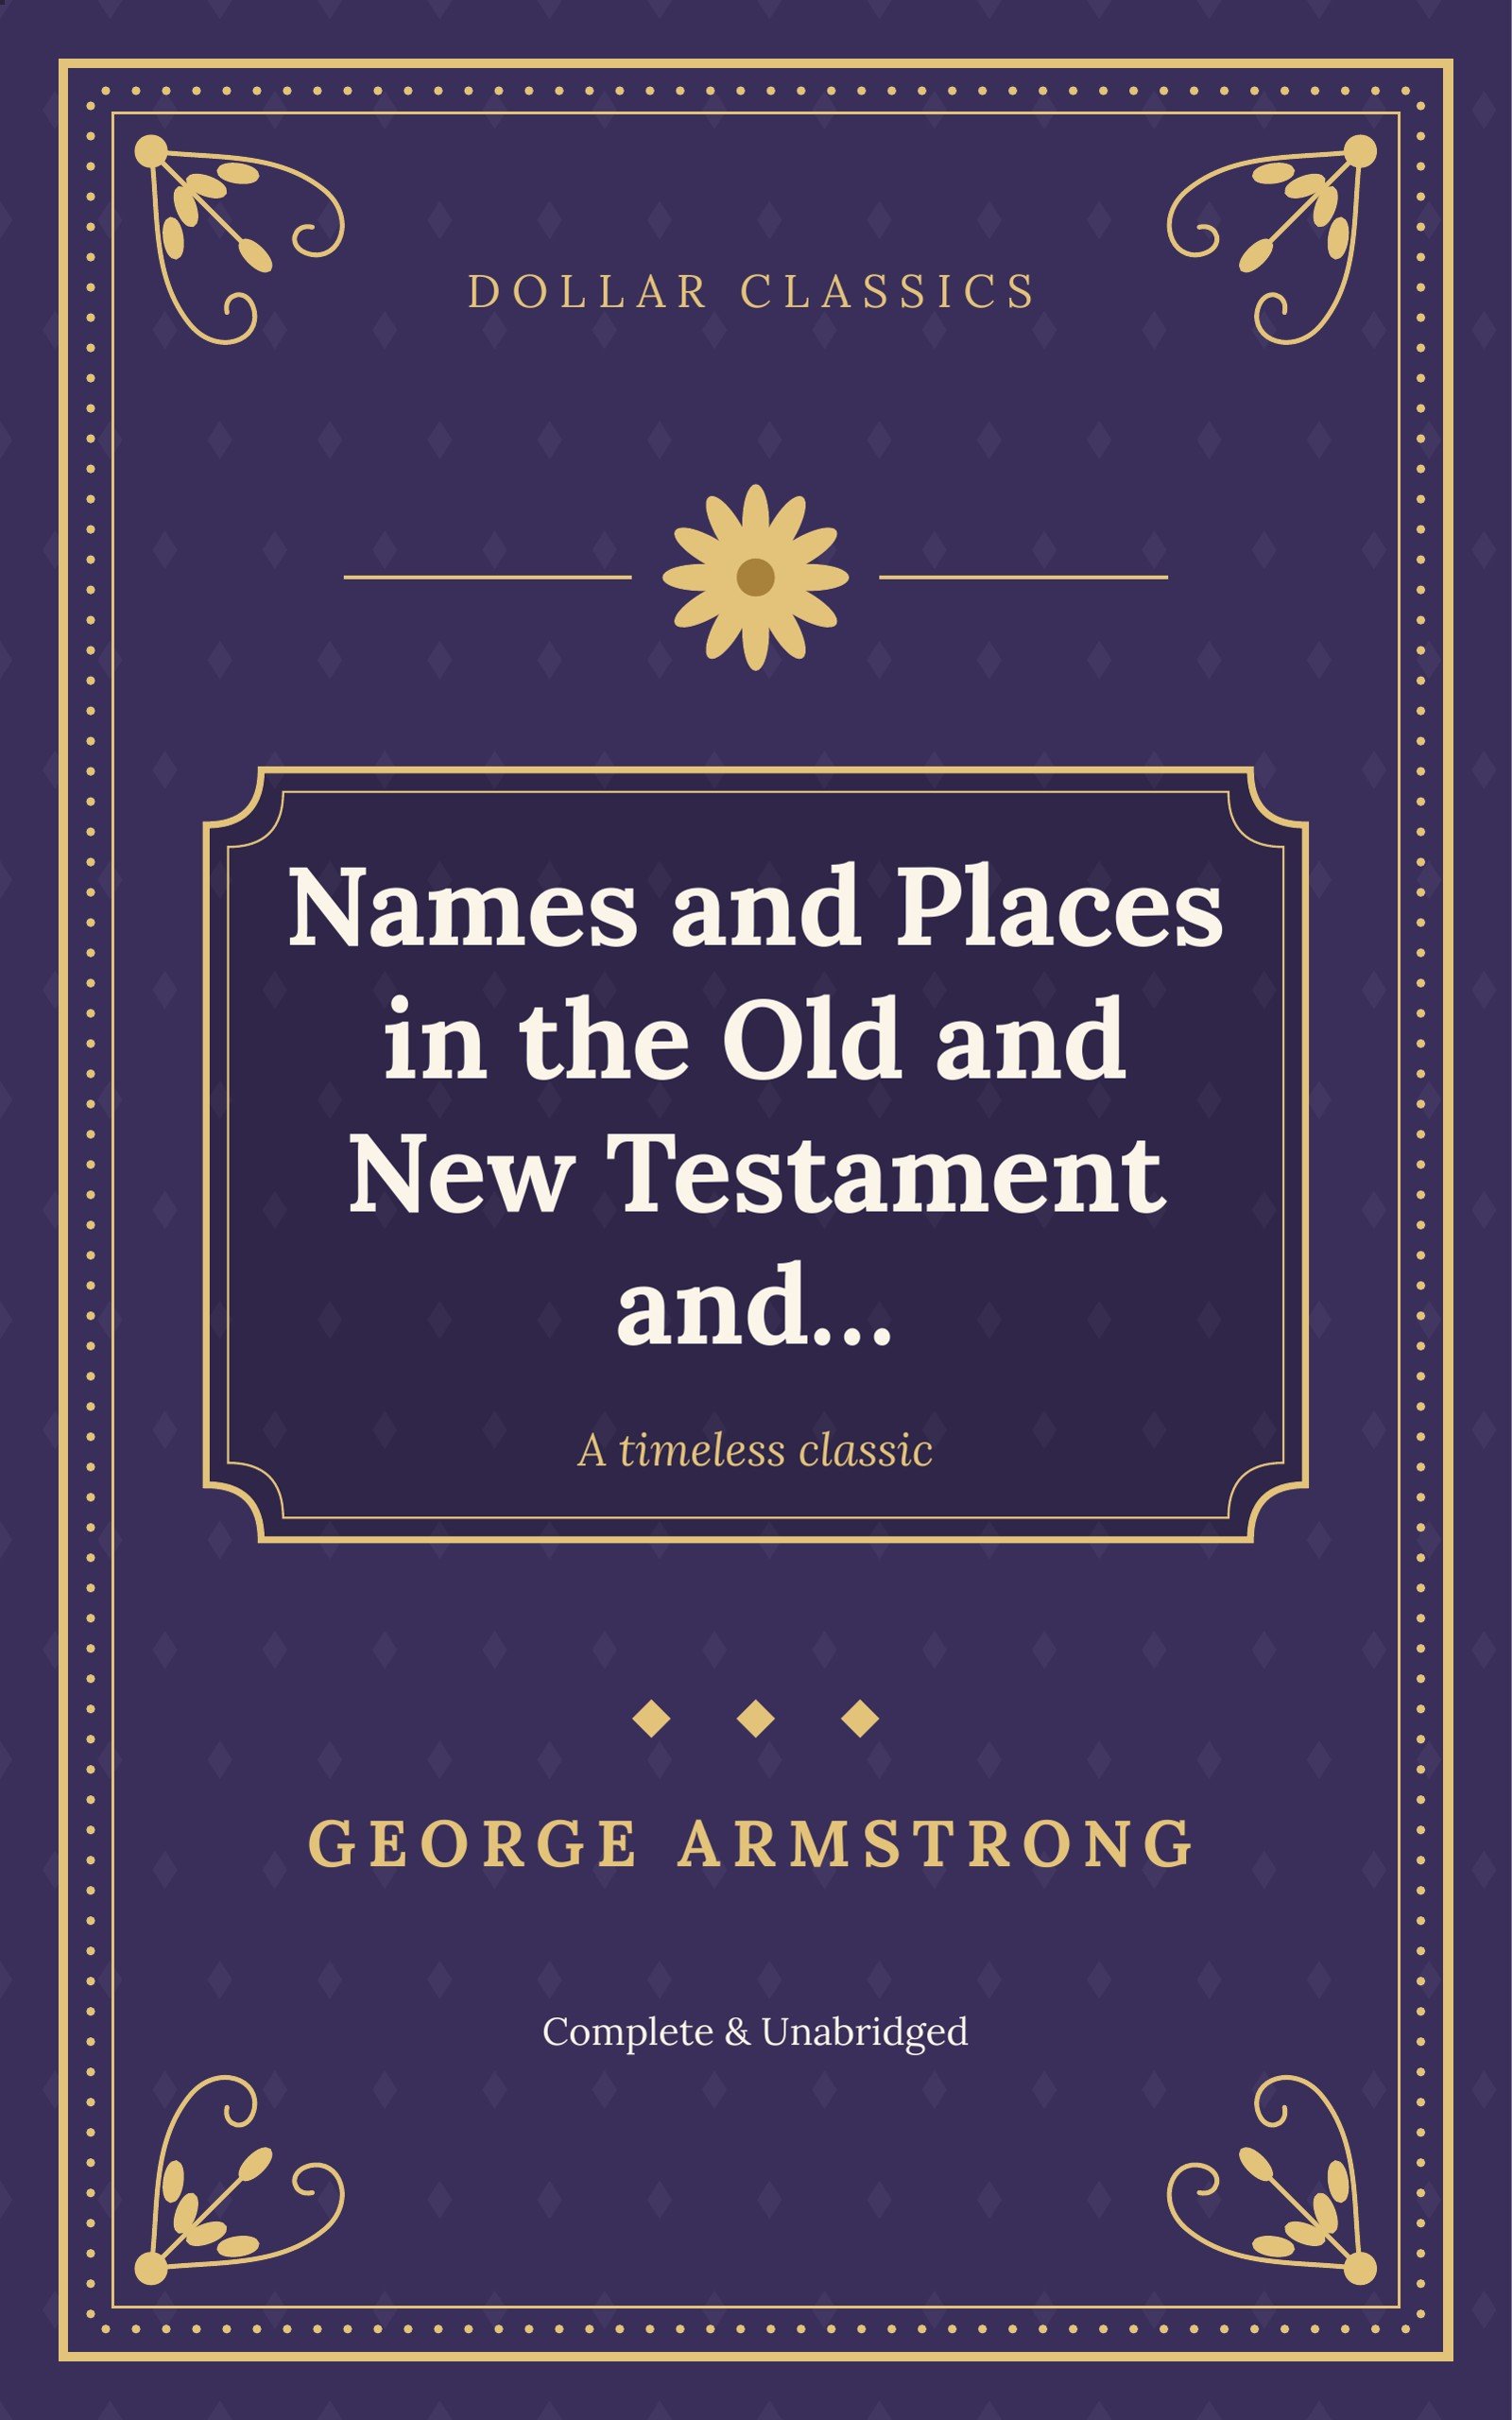 DOLLAR CLASSICS
Names and Places
in the Old and
New Testament
and...
A timeless classic
GEORGE ARMSTRONG
Complete & Unabridged